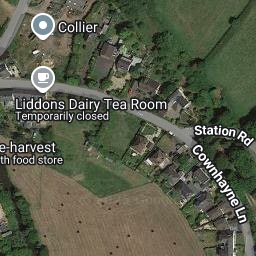 Collier
Liddons Dairy Tea Room
Temporarily closed
Station Rd
e-harvest
th food store
Cownhayne Ln